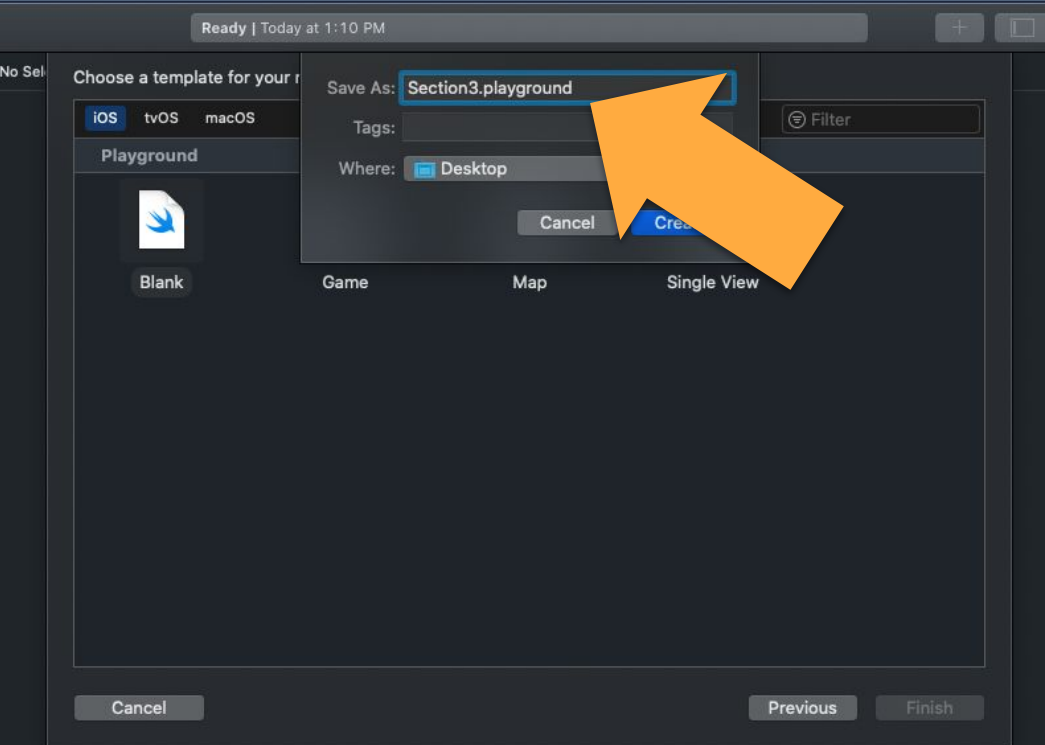 Ready | Today at 1:10 PM
No Sel
Choose a template for your
Save As: Section3.playground
iOS tvOS macOS
Filter
Tags:
Playground
Where: Desktop
Cancel
Blank
Game
Map
Single View
Cancel
Previous
Finish